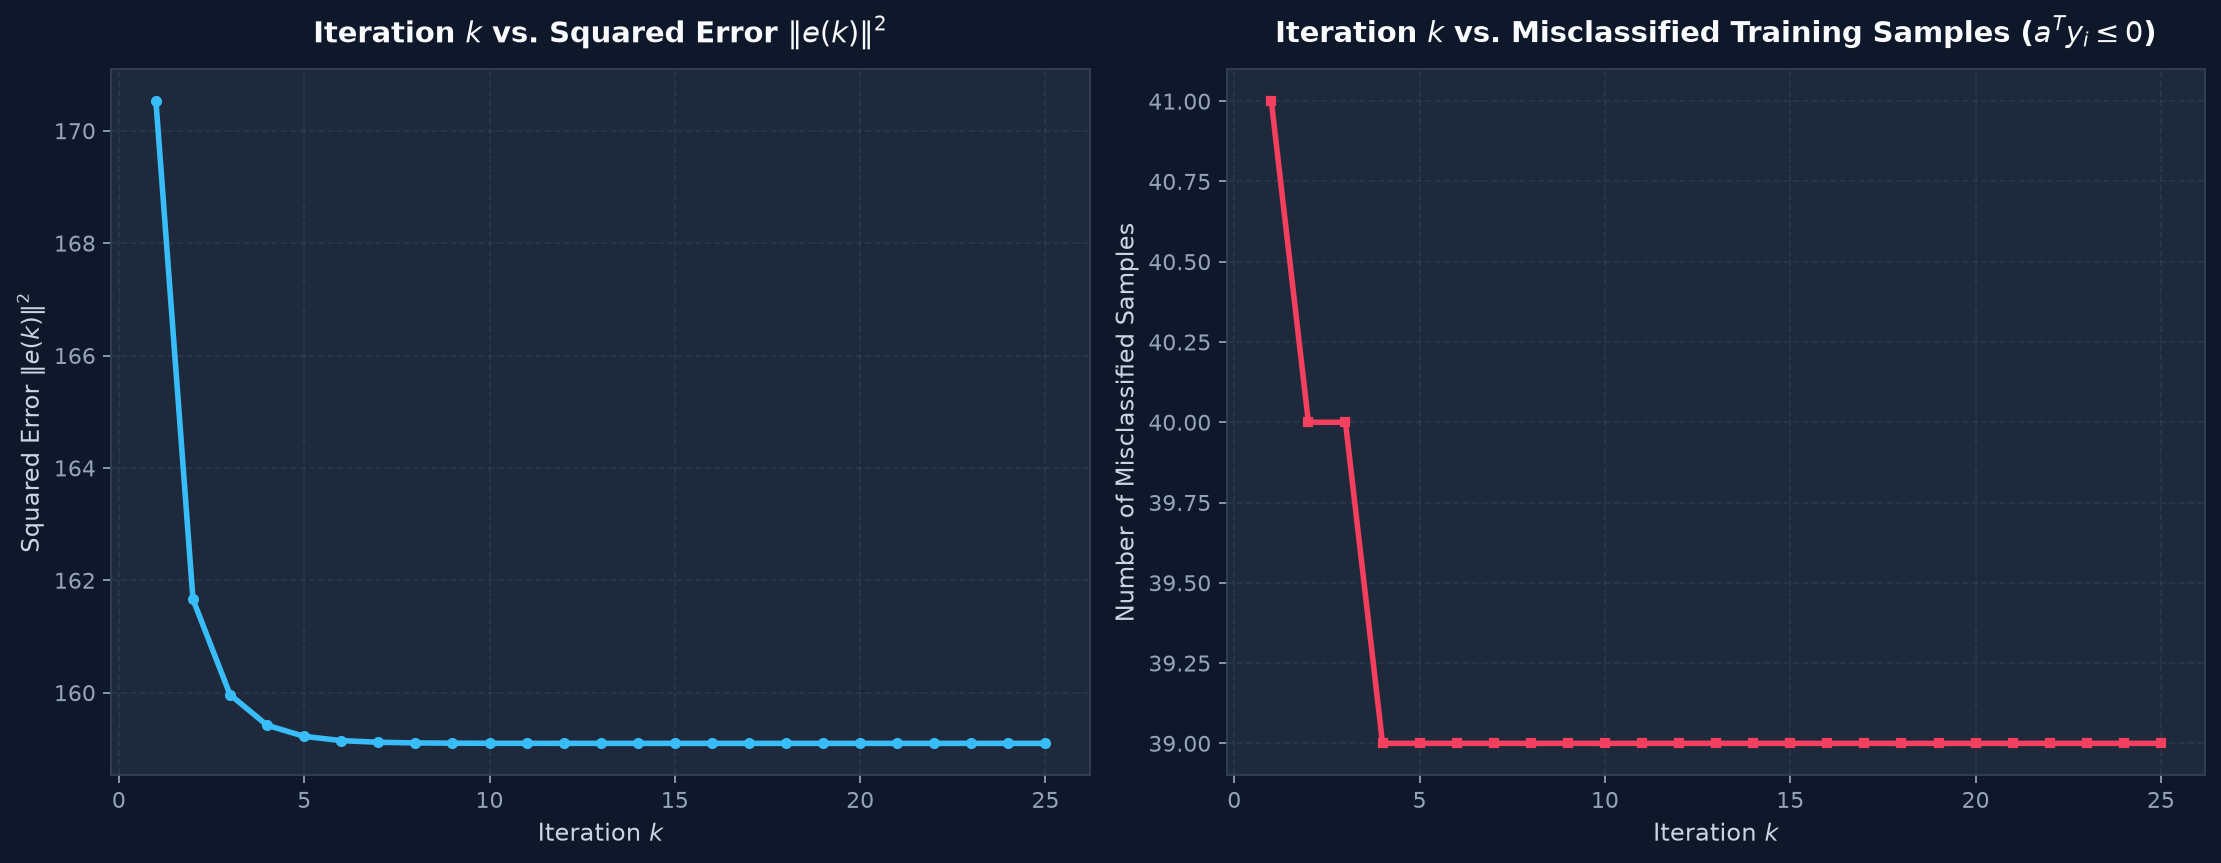 Iteration k vs. Squared Error ‖e(k)‖²
Squared Error ‖e(k)‖²
170
168
166
164
162
160
0 5 10 15 20 25
Iteration k
Iteration k vs. Misclassified Training Samples (aᵀyᵢ ≤ 0)
Number of Misclassified Samples
41.00
40.75
40.50
40.25
40.00
39.75
39.50
39.25
39.00
0 5 10 15 20 25
Iteration k